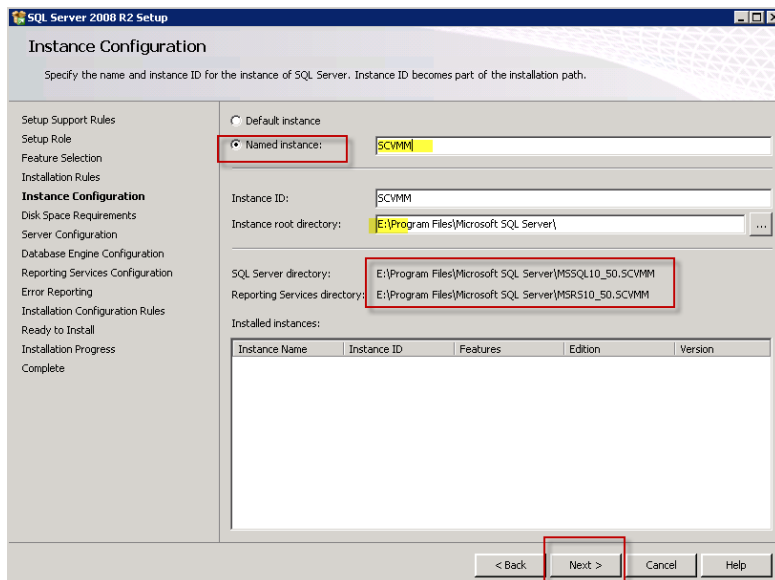 SQL Server 2008 R2 Setup
Instance Configuration
Specify the name and instance ID for the instance of SQL Server. Instance ID becomes part of the installation path.
Setup Support Rules
Setup Role
Feature Selection
Installation Rules
Instance Configuration
Disk Space Requirements
Server Configuration
Database Engine Configuration
Reporting Services Configuration
Error Reporting
Installation Configuration Rules
Ready to Install
Installation Progress
Complete
Default instance
Named instance: SCVMM
Instance ID: SCVMM
Instance root directory: E:\Program Files\Microsoft SQL Server\ ...
SQL Server directory: E:\Program Files\Microsoft SQL Server\MSSQL10_50.SCVMM
Reporting Services directory: E:\Program Files\Microsoft SQL Server\MSRS10_50.SCVMM
Installed instances:
Instance Name Instance ID Features Edition Version
< Back Next > Cancel Help